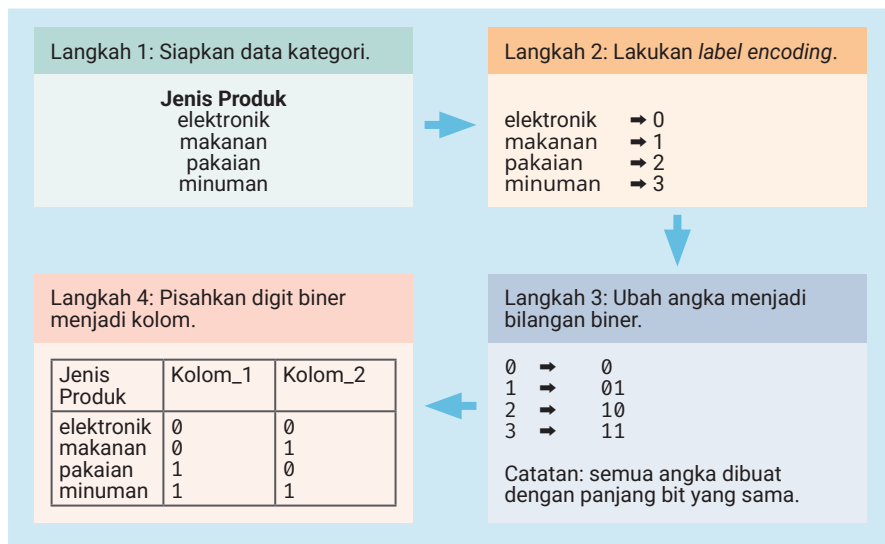 Langkah 1: Siapkan data kategori.
Jenis Produk
elektronik
makanan
pakaian
minuman
Langkah 2: Lakukan label encoding.
elektronik ➡ 0
makanan ➡ 1
pakaian ➡ 2
minuman ➡ 3
Langkah 3: Ubah angka menjadi
bilangan biner.
0 ➡ 0
1 ➡ 01
2 ➡ 10
3 ➡ 11
Catatan: semua angka dibuat
dengan panjang bit yang sama.
Langkah 4: Pisahkan digit biner
menjadi kolom.
Jenis Produk Kolom_1 Kolom_2
elektronik 0 0
makanan 0 1
pakaian 1 0
minuman 1 1